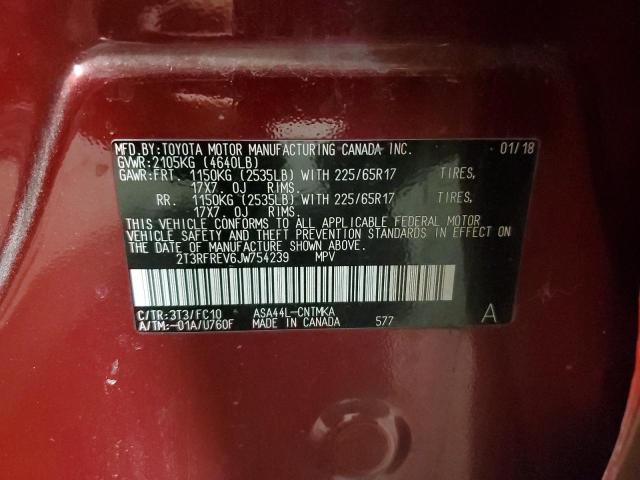 MFD.BY:TOYOTA MOTOR MANUFACTURING CANADA INC. 01/18
GVWR:2105KG (4640LB)
GAWR:FRT. 1150KG (2535LB) WITH 225/65R17 TIRES,
17X7.0J RIMS.
RR. 1150KG (2535LB) WITH 225/65R17 TIRES,
17X7.0J RIMS.
THIS VEHICLE CONFORMS TO ALL APPLICABLE FEDERAL MOTOR
VEHICLE SAFETY AND THEFT PREVENTION STANDARDS IN EFFECT ON
THE DATE OF MANUFACTURE SHOWN ABOVE.
2T3RFREV6JW754239 MPV
C/TR:3T3/FC10 ASA44L-CNTMKA
A/TM:-01A/U760F MADE IN CANADA 577 A